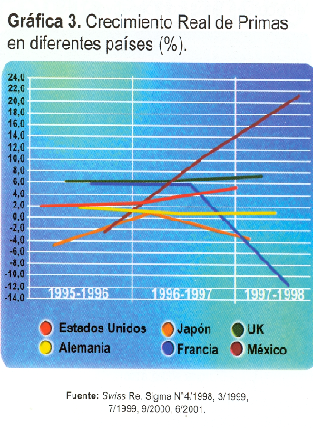 Gráfica 3. Crecimiento Real de Primas
en diferentes países (%).
24,0
22,0
20,0
18,0
16,0
14,0
12,0
10,0
8,0
6,0
4,0
2,0
0,0
-2,0
-4,0
-6,0
-8,0
-10,0
-12,0
-14,0
1995-1996 1996-1997 1997-1998
Estados Unidos Japón UK
Alemania Francia México
Fuente: Swiss Re. Sigma N°4/1998, 3/1999,
7/1999, 9/2000, 6/2001.